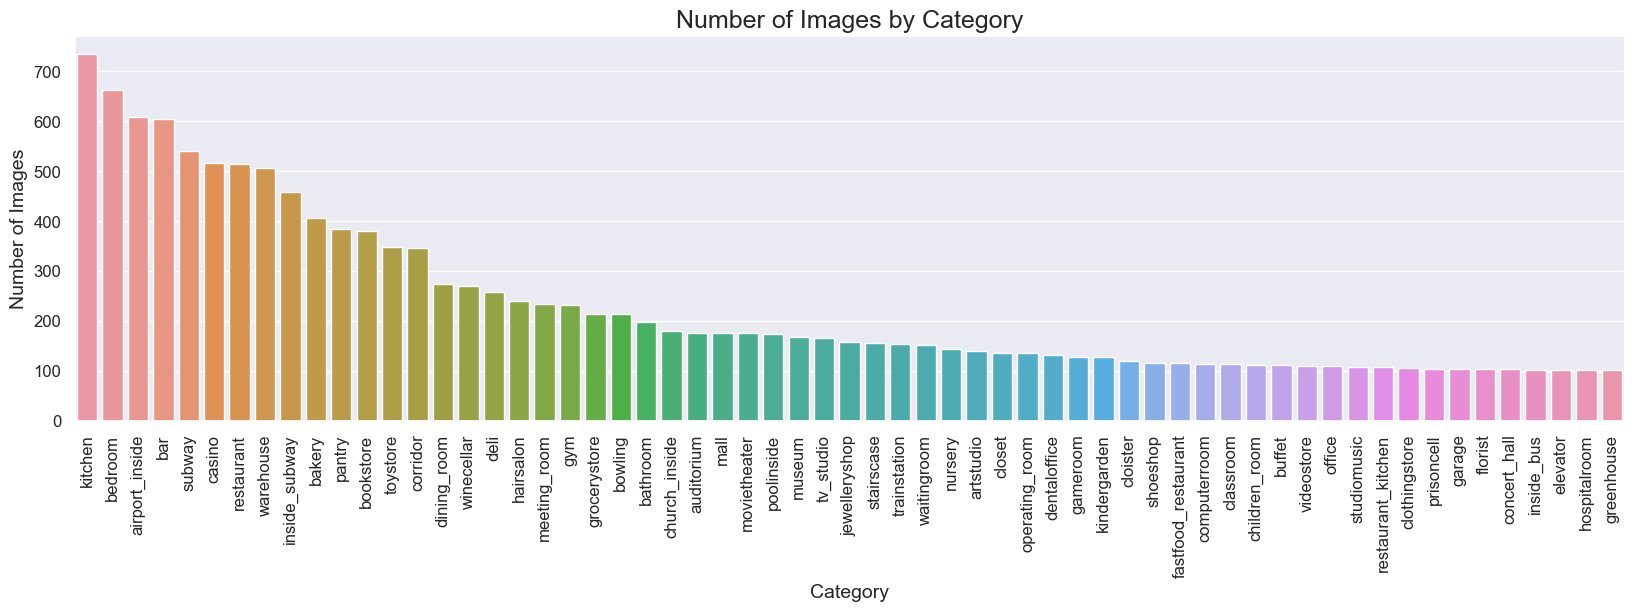 Number of Images by Category
Number of Images
700
600
500
400
300
200
100
0
kitchen
bedroom
airport_inside
bar
subway
casino
restaurant
warehouse
inside_subway
bakery
pantry
bookstore
toystore
corridor
dining_room
winecellar
deli
hairsalon
meeting_room
gym
grocerystore
bowling
bathroom
church_inside
auditorium
mall
movietheater
poolinside
museum
tv_studio
jewelleryshop
stairscase
trainstation
waitingroom
nursery
artstudio
closet
operating_room
dentaloffice
gameroom
kindergarden
cloister
shoeshop
fastfood_restaurant
computerroom
classroom
children_room
buffet
videostore
office
studiomusic
restaurant_kitchen
clothingstore
prisoncell
garage
florist
concert_hall
inside_bus
elevator
hospitalroom
greenhouse
Category